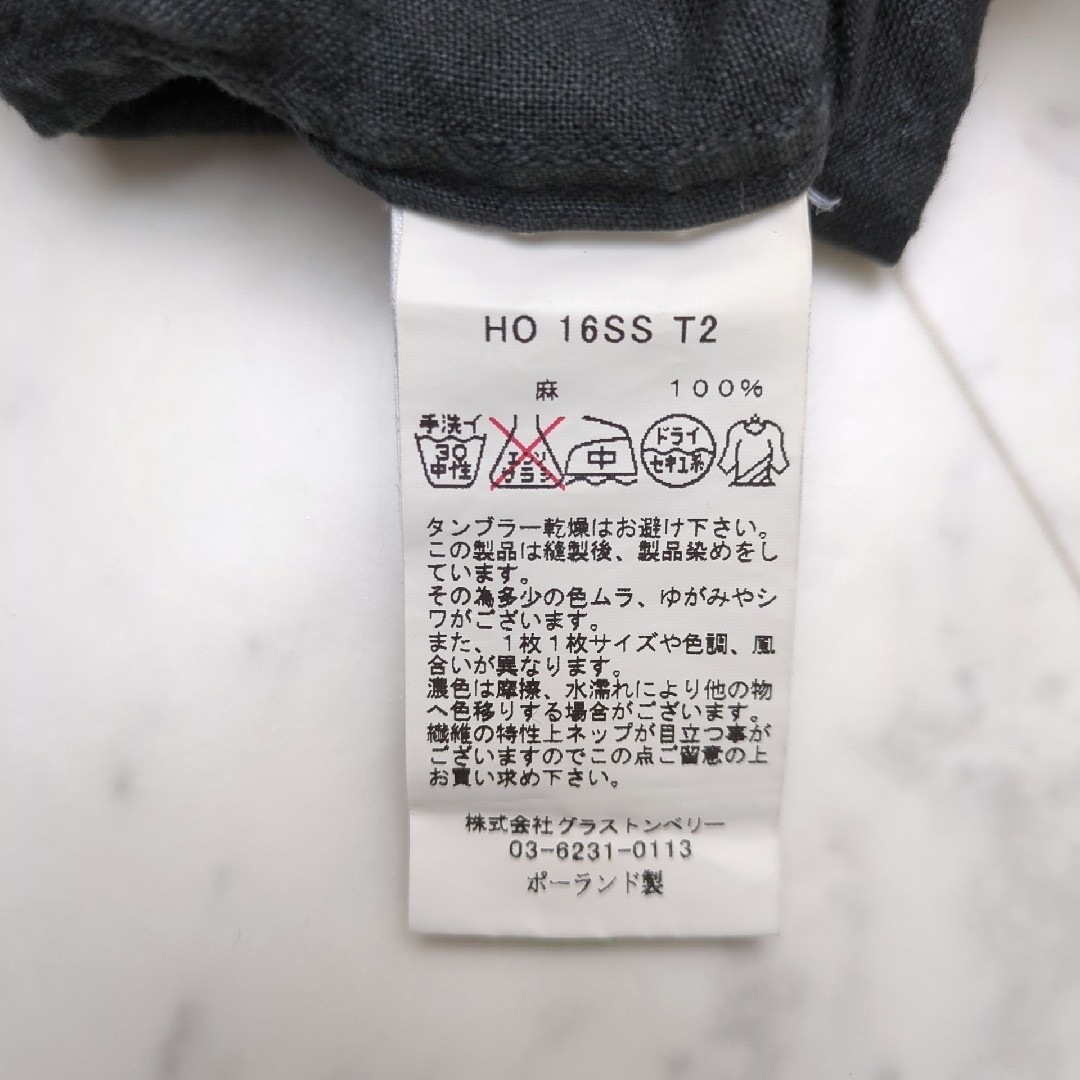 HO 16SS T2
麻 100%
手洗イ 30 中性 エンソ サラシ 中 ドライ セキユ系
タンブラー乾燥はお避け下さい。
この製品は縫製後、製品染めをし
ています。
その為多少の色ムラ、ゆがみやシ
ワがございます。
また、1枚1枚サイズや色調、風
合いが異なります。
濃色は摩擦、水濡れにより他の物
へ色移りする場合がございます。
繊維の特性上ネップが目立つ事が
ございますのでこの点ご留意の上
お買い求め下さい。
株式会社グラストンベリー
03-6231-0113
ポーランド製